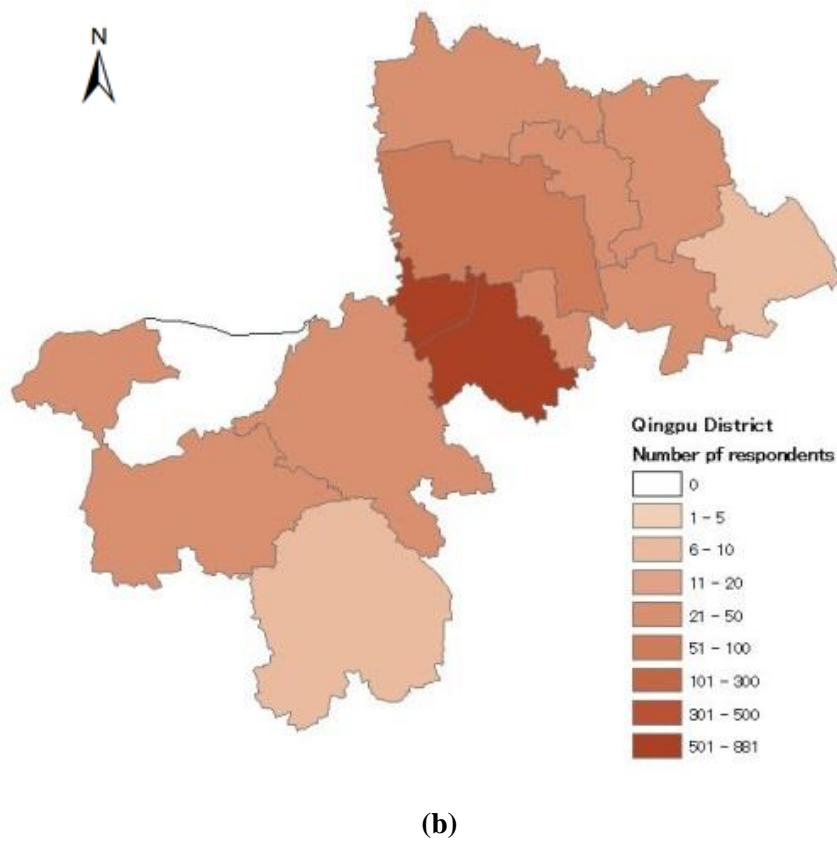 N
Qingpu District
Number pf respondents
0
1 - 5
6 - 10
11 - 20
21 - 50
51 - 100
101 - 300
301 - 500
501 - 881
(b)